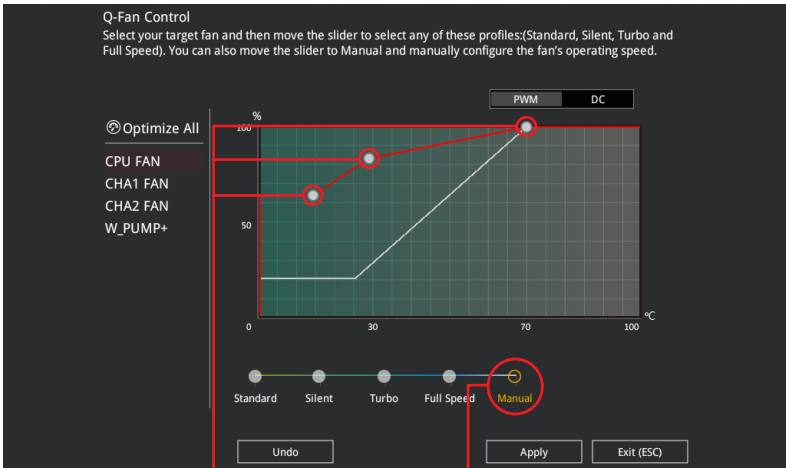 Q-Fan Control
Select your target fan and then move the slider to select any of these profiles:(Standard, Silent, Turbo and
Full Speed). You can also move the slider to Manual and manually configure the fan's operating speed.
PWM DC
%
Optimize All
100
CPU FAN
CHA1 FAN
CHA2 FAN
50
W_PUMP+
°C
0 30 70 100
Standard Silent Turbo Full Speed Manual
Undo Apply Exit (ESC)